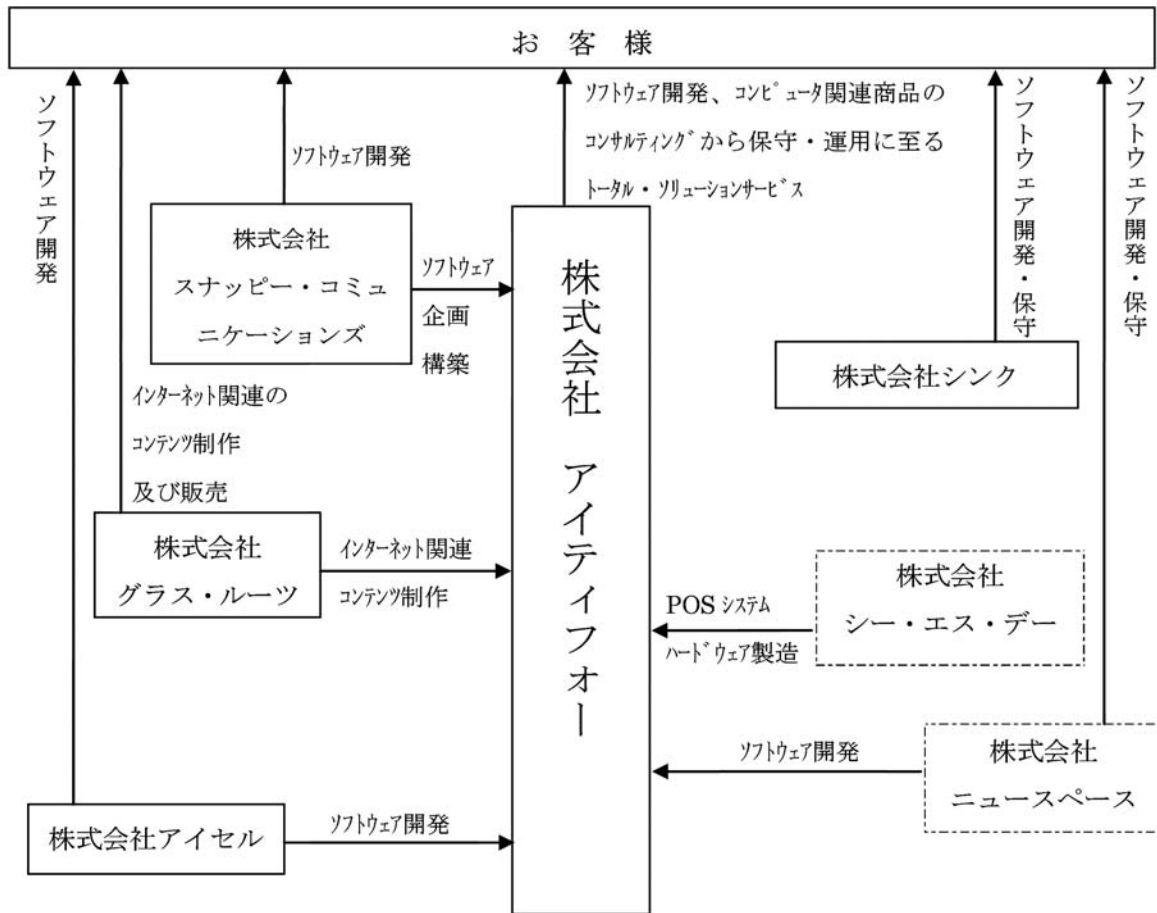 お 客 様
ソフトウェア開発
ソフトウェア開発
ソフトウェア開発、コンピュータ関連商品の
コンサルティングから保守・運用に至る
トータル・ソリューションサービス
ソフトウェア開発・保守
ソフトウェア開発・保守
株式会社
スナッピー・コミュ
ニケーションズ
ソフトウェア
企画
構築
株式会社 アイティフォー
株式会社シンク
インターネット関連の
コンテンツ制作
及び販売
株式会社
グラス・ルーツ
インターネット関連
コンテンツ制作
株式会社
シー・エス・デー
POS システム
ハードウェア製造
株式会社
ニュースペース
ソフトウェア開発
株式会社アイセル
ソフトウェア開発